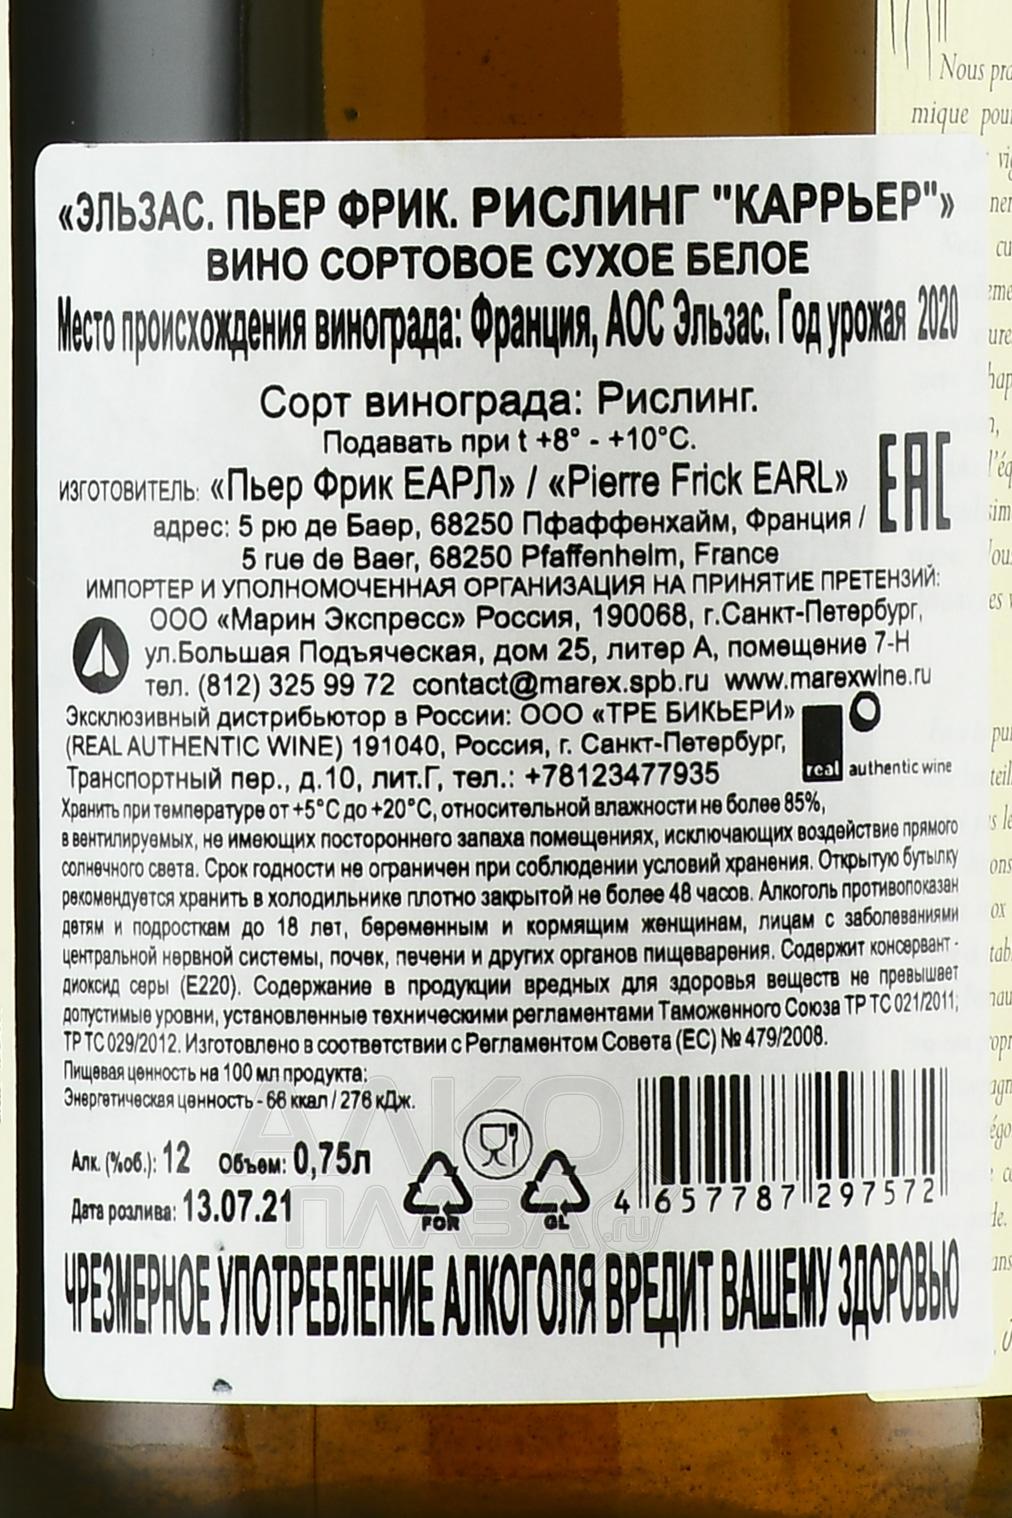 «ЭЛЬЗАС. ПЬЕР ФРИК. РИСЛИНГ "КАРРЬЕР"»
ВИНО СОРТОВОЕ СУХОЕ БЕЛОЕ
Место происхождения винограда: Франция, АОС Эльзас. Год урожая 2020
Сорт винограда: Рислинг.
Подавать при t +8° - +10°C.
ИЗГОТОВИТЕЛЬ: «Пьер Фрик ЕАРЛ» / «Pierre Frick EARL»
EAC
адрес: 5 рю де Баер, 68250 Пфаффенхайм, Франция /
5 rue de Baer, 68250 Pfaffenheim, France
ИМПОРТЕР И УПОЛНОМОЧЕННАЯ ОРГАНИЗАЦИЯ НА ПРИНЯТИЕ ПРЕТЕНЗИЙ:
ООО «Марин Экспресс» Россия, 190068, г.Санкт-Петербург,
ул.Большая Подъяческая, дом 25, литер А, помещение 7-Н
тел. (812) 325 99 72 contact@marex.spb.ru www.marexwine.ru
Эксклюзивный дистрибьютор в России: ООО «ТРЕ БИКЬЕРИ»
(REAL AUTHENTIC WINE) 191040, Россия, г. Санкт-Петербург,
Транспортный пер., д.10, лит.Г, тел.: +78123477935
real authentic wine
Хранить при температуре от +5°C до +20°C, относительной влажности не более 85%,
в вентилируемых, не имеющих постороннего запаха помещениях, исключающих воздействие прямого
солнечного света. Срок годности не ограничен при соблюдении условий хранения. Открытую бутылку
рекомендуется хранить в холодильнике плотно закрытой не более 48 часов. Алкоголь противопоказан
детям и подросткам до 18 лет, беременным и кормящим женщинам, лицам с заболеваниями
центральной нервной системы, почек, печени и других органов пищеварения. Содержит консервант -
диоксид серы (Е220). Содержание в продукции вредных для здоровья веществ не превышает
допустимые уровни, установленные техническими регламентами Таможенного Союза ТР ТС 021/2011,
ТР ТС 029/2012. Изготовлено в соответствии с Регламентом Совета (ЕС) № 479/2008.
Пищевая ценность на 100 мл продукта:
Энергетическая ценность - 66 ккал / 276 кДж.
Алк. (%об.): 12 Объем: 0,75л
Дата розлива: 13.07.21
FOR
GL
4 657787 297572
АЛКО
ПЛАЗА.ru
ЧРЕЗМЕРНОЕ УПОТРЕБЛЕНИЕ АЛКОГОЛЯ ВРЕДИТ ВАШЕМУ ЗДОРОВЬЮ
Nous
mique